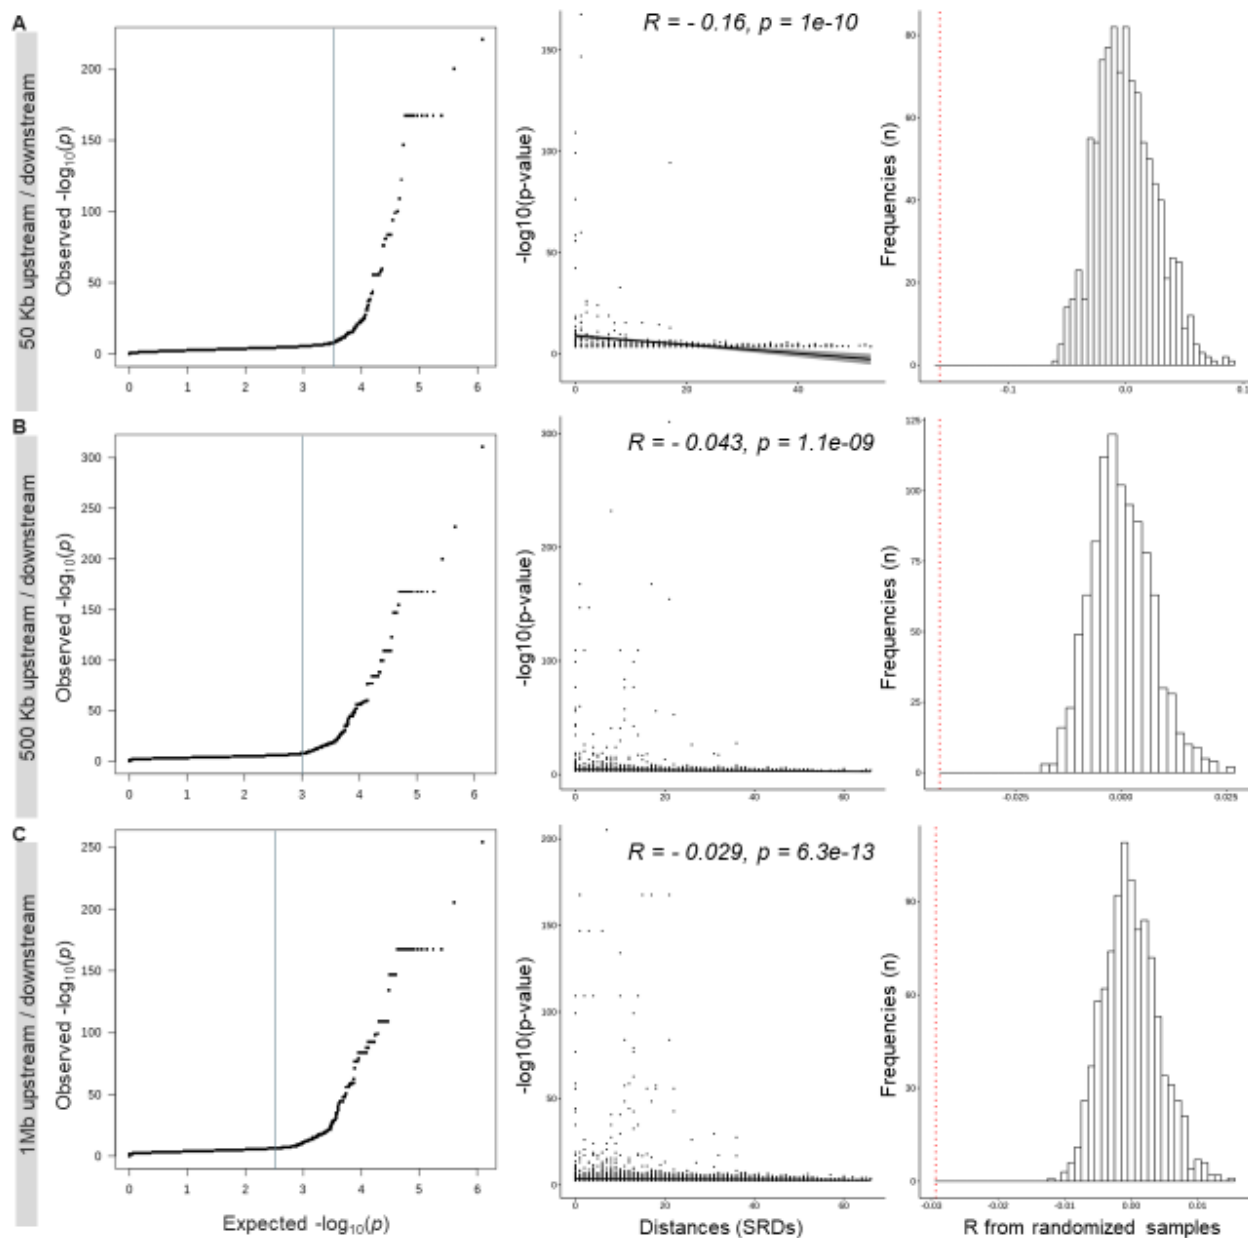 A
50 Kb upstream / downstream
Observed -log10(p)
200
150
100
50
0
0 1 2 3 4 5 6
R = - 0.16, p = 1e-10
-log10(p-value)
150
100
50
0
0 20 40
Frequencies (n)
80
60
40
20
0
-0.1 0.0 0.1
B
500 Kb upstream / downstream
Observed -log10(p)
300
250
200
150
100
50
0
0 1 2 3 4 5 6
R = - 0.043, p = 1.1e-09
-log10(p-value)
300
200
100
0
0 20 40 60
Frequencies (n)
125
100
75
50
25
0
-0.025 0.000 0.025
C
1Mb upstream / downstream
Observed -log10(p)
250
200
150
100
50
0
0 1 2 3 4 5 6
Expected -log10(p)
R = - 0.029, p = 6.3e-13
-log10(p-value)
200
150
100
50
0
0 20 40 60
Distances (SRDs)
Frequencies (n)
90
60
30
0
-0.03 -0.02 -0.01 0.00 0.01
R from randomized samples